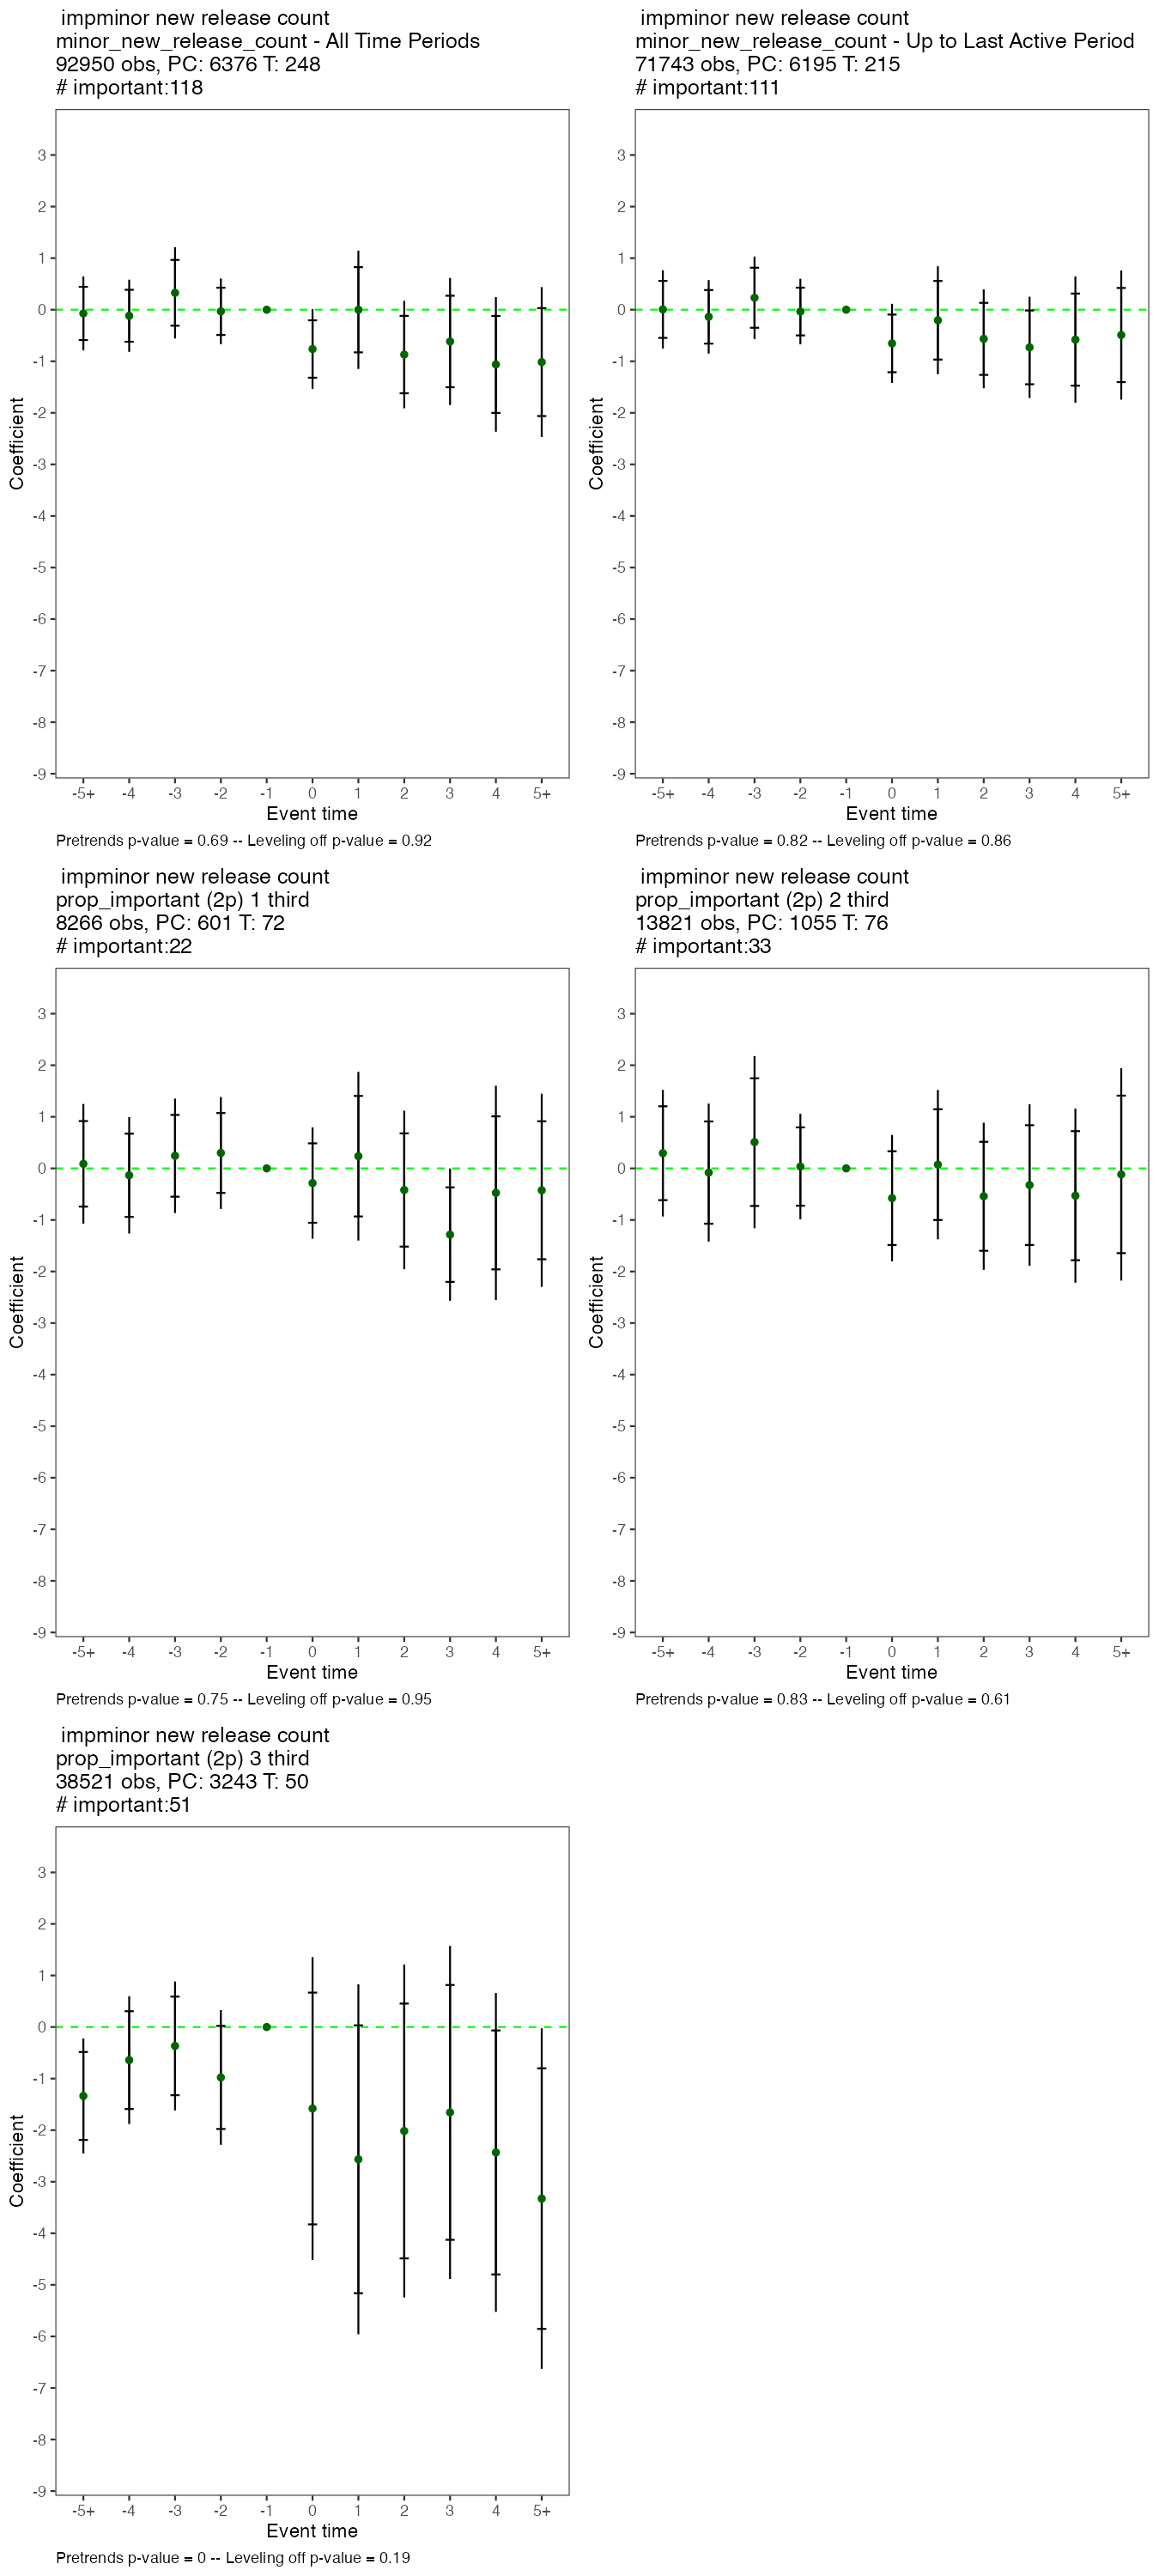 impminor new release count
minor_new_release_count - All Time Periods
92950 obs, PC: 6376 T: 248
# important:118
3
2
1
0
-1
-2
-3
-4
-5
-6
-7
-8
-9
Coefficient
-5+ -4 -3 -2 -1 0 1 2 3 4 5+
Event time
Pretrends p-value = 0.69 -- Leveling off p-value = 0.92
impminor new release count
minor_new_release_count - Up to Last Active Period
71743 obs, PC: 6195 T: 215
# important:111
3
2
1
0
-1
-2
-3
-4
-5
-6
-7
-8
-9
Coefficient
-5+ -4 -3 -2 -1 0 1 2 3 4 5+
Event time
Pretrends p-value = 0.82 -- Leveling off p-value = 0.86
impminor new release count
prop_important (2p) 1 third
8266 obs, PC: 601 T: 72
# important:22
3
2
1
0
-1
-2
-3
-4
-5
-6
-7
-8
-9
Coefficient
-5+ -4 -3 -2 -1 0 1 2 3 4 5+
Event time
Pretrends p-value = 0.75 -- Leveling off p-value = 0.95
impminor new release count
prop_important (2p) 2 third
13821 obs, PC: 1055 T: 76
# important:33
3
2
1
0
-1
-2
-3
-4
-5
-6
-7
-8
-9
Coefficient
-5+ -4 -3 -2 -1 0 1 2 3 4 5+
Event time
Pretrends p-value = 0.83 -- Leveling off p-value = 0.61
impminor new release count
prop_important (2p) 3 third
38521 obs, PC: 3243 T: 50
# important:51
3
2
1
0
-1
-2
-3
-4
-5
-6
-7
-8
-9
Coefficient
-5+ -4 -3 -2 -1 0 1 2 3 4 5+
Event time
Pretrends p-value = 0 -- Leveling off p-value = 0.19